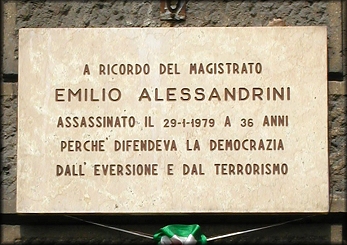 A RICORDO DEL MAGISTRATO
EMILIO ALESSANDRINI
ASSASSINATO IL 29-1-1979 A 36 ANNI
PERCHE' DIFENDEVA LA DEMOCRAZIA
DALL'EVERSIONE E DAL TERRORISMO